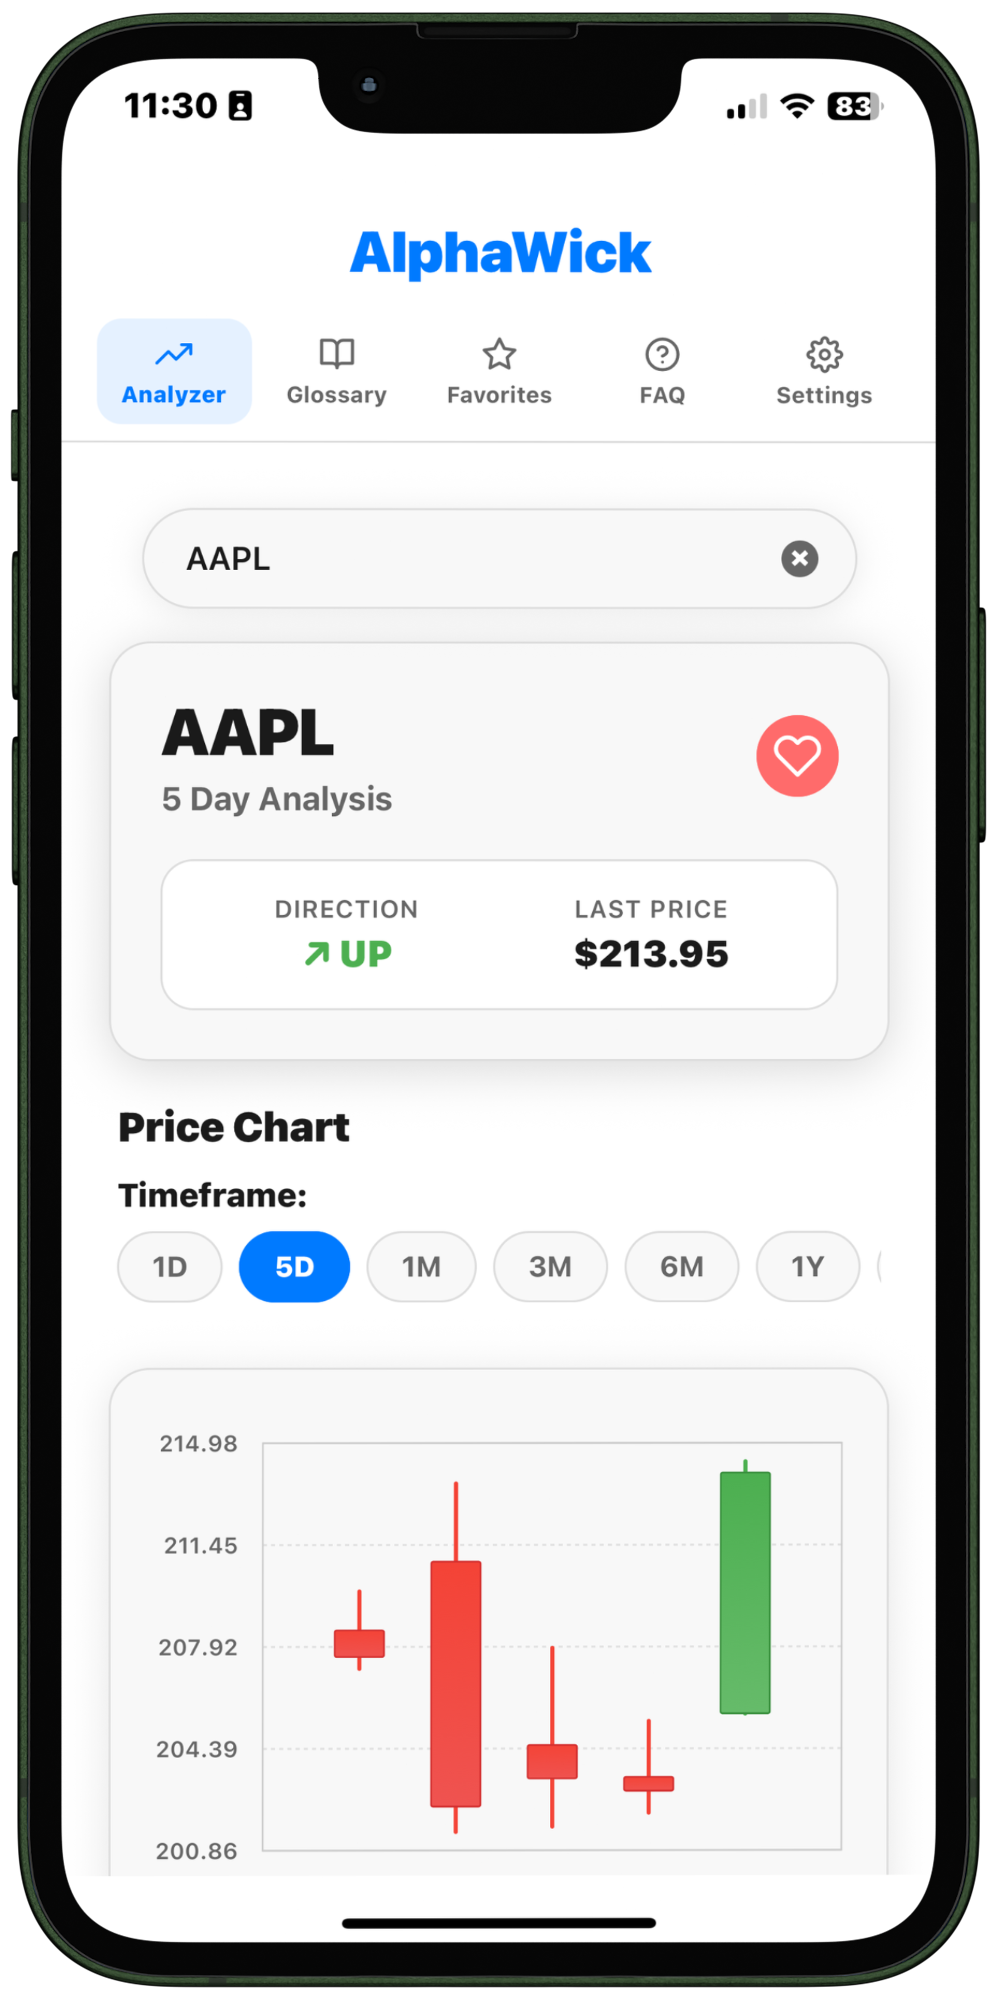 11:30
83
AlphaWick
Analyzer Glossary Favorites FAQ Settings
AAPL
AAPL
5 Day Analysis
DIRECTION LAST PRICE
UP $213.95
Price Chart
Timeframe:
1D 5D 1M 3M 6M 1Y
214.98
211.45
207.92
204.39
200.86